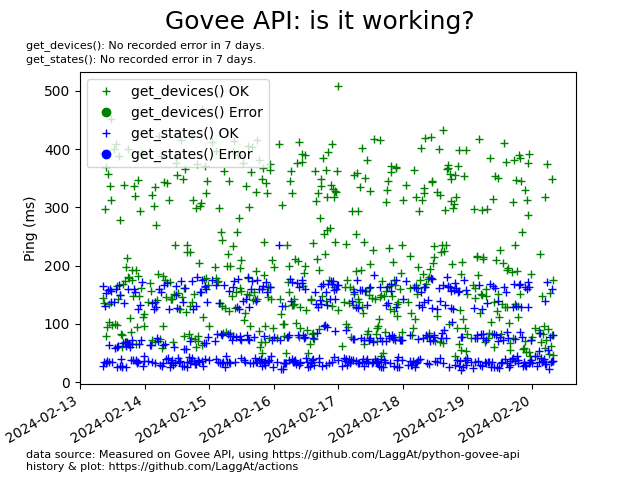 Govee API: is it working?
get_devices(): No recorded error in 7 days.
get_states(): No recorded error in 7 days.
get_devices() OK
get_devices() Error
get_states() OK
get_states() Error
Ping (ms)
500
400
300
200
100
0
2024-02-13
2024-02-14
2024-02-15
2024-02-16
2024-02-17
2024-02-18
2024-02-19
2024-02-20
data source: Measured on Govee API, using https://github.com/LaggAt/python-govee-api
history & plot: https://github.com/LaggAt/actions